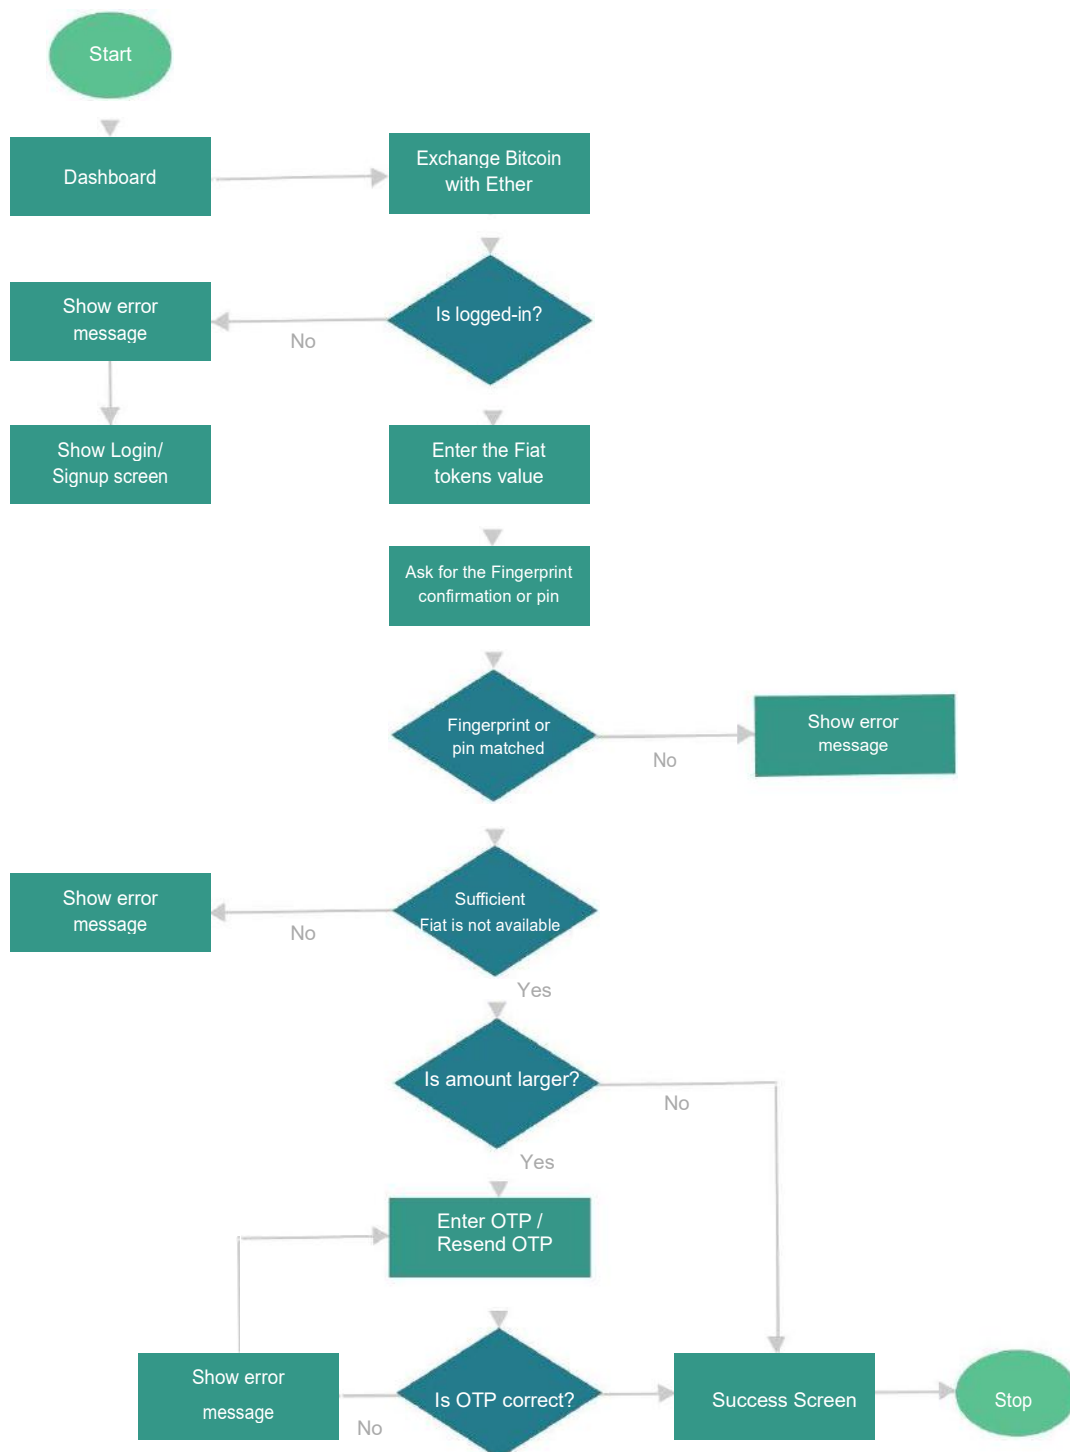 Start
Dashboard
Exchange Bitcoin
with Ether
Is logged-in?
No
Show error
message
Show Login/
Signup screen
Enter the Fiat
tokens value
Ask for the Fingerprint
confirmation or pin
Fingerprint or
pin matched
No
Show error
message
Sufficient
Fiat is not available
No
Show error
message
Yes
Is amount larger?
No
Yes
Enter OTP /
Resend OTP
Is OTP correct?
No
Show error
message
Success Screen
Stop